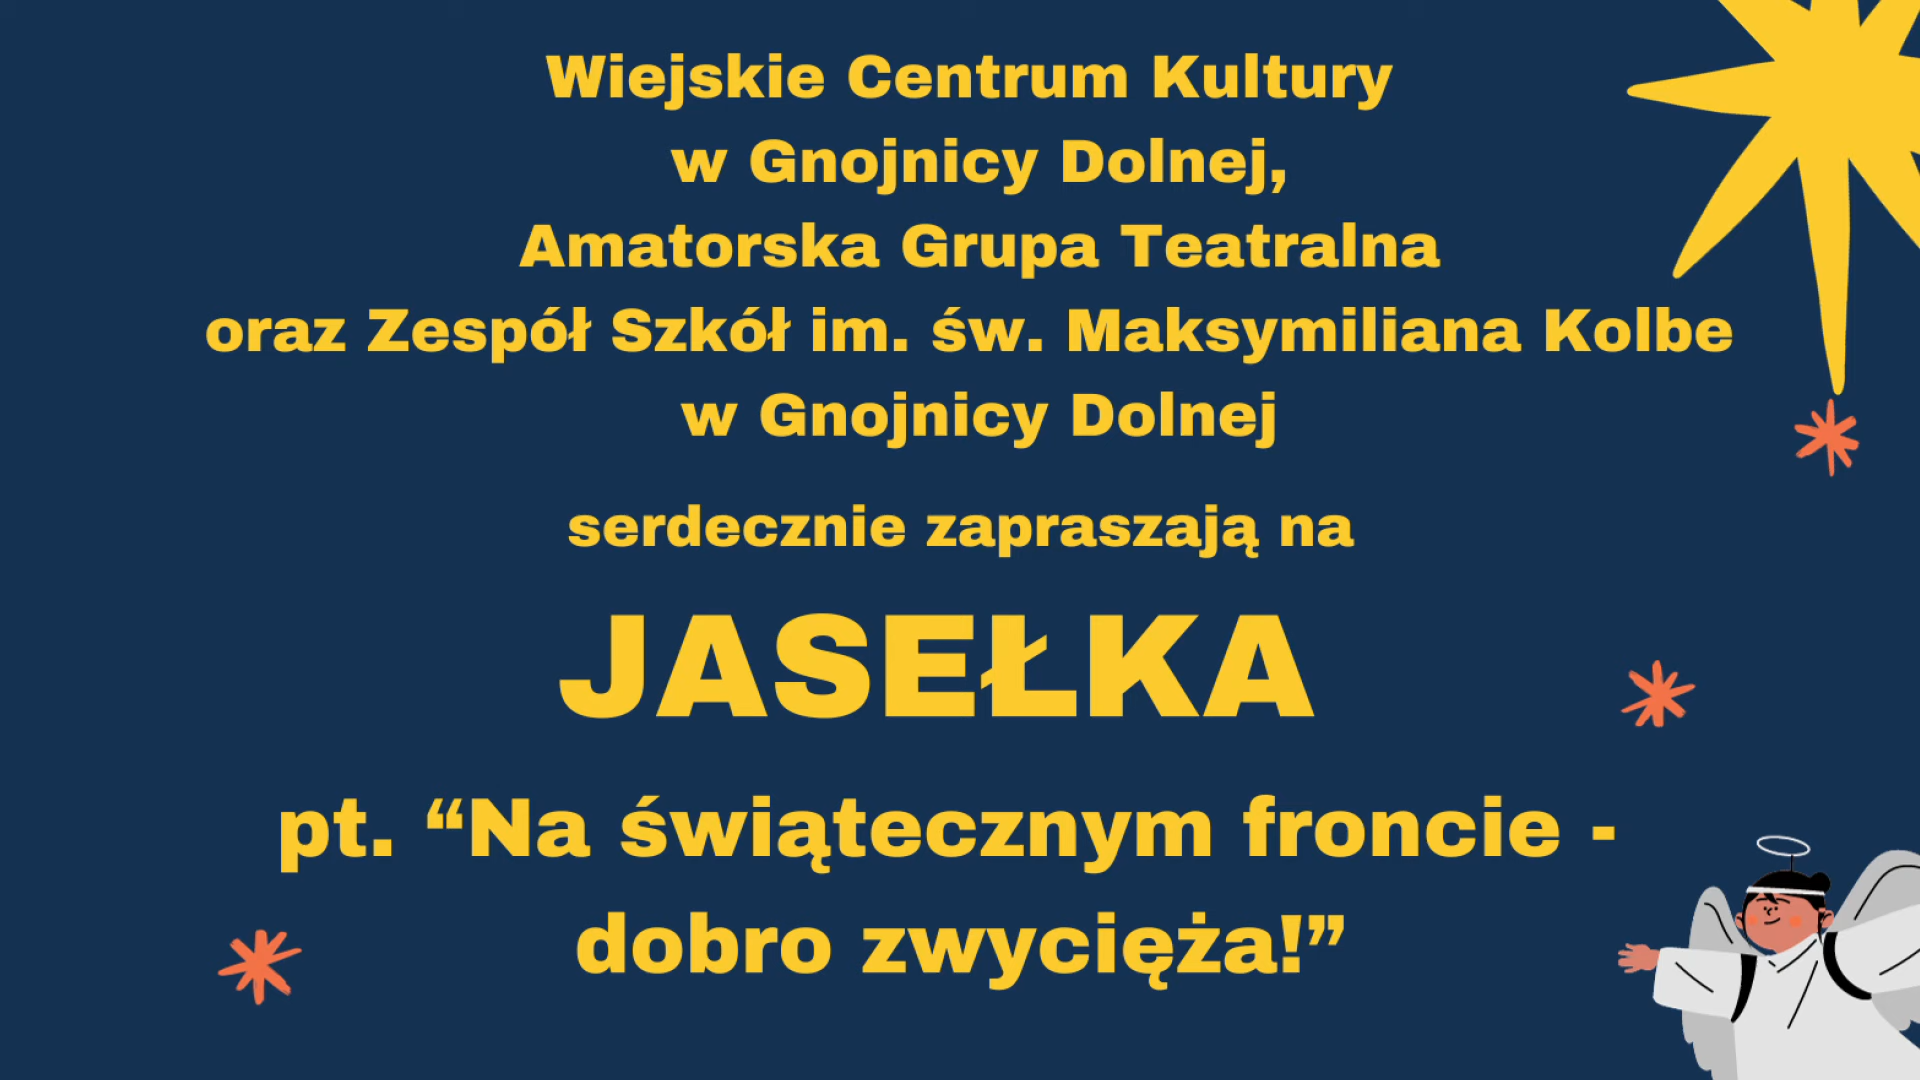 Wiejskie Centrum Kultury
w Gnojnicy Dolnej,
Amatorska Grupa Teatralna
oraz Zespół Szkół im. św. Maksymiliana Kolbe
w Gnojnicy Dolnej
serdecznie zapraszają na
JASEŁKA
pt. “Na świątecznym froncie -
dobro zwycięża!”